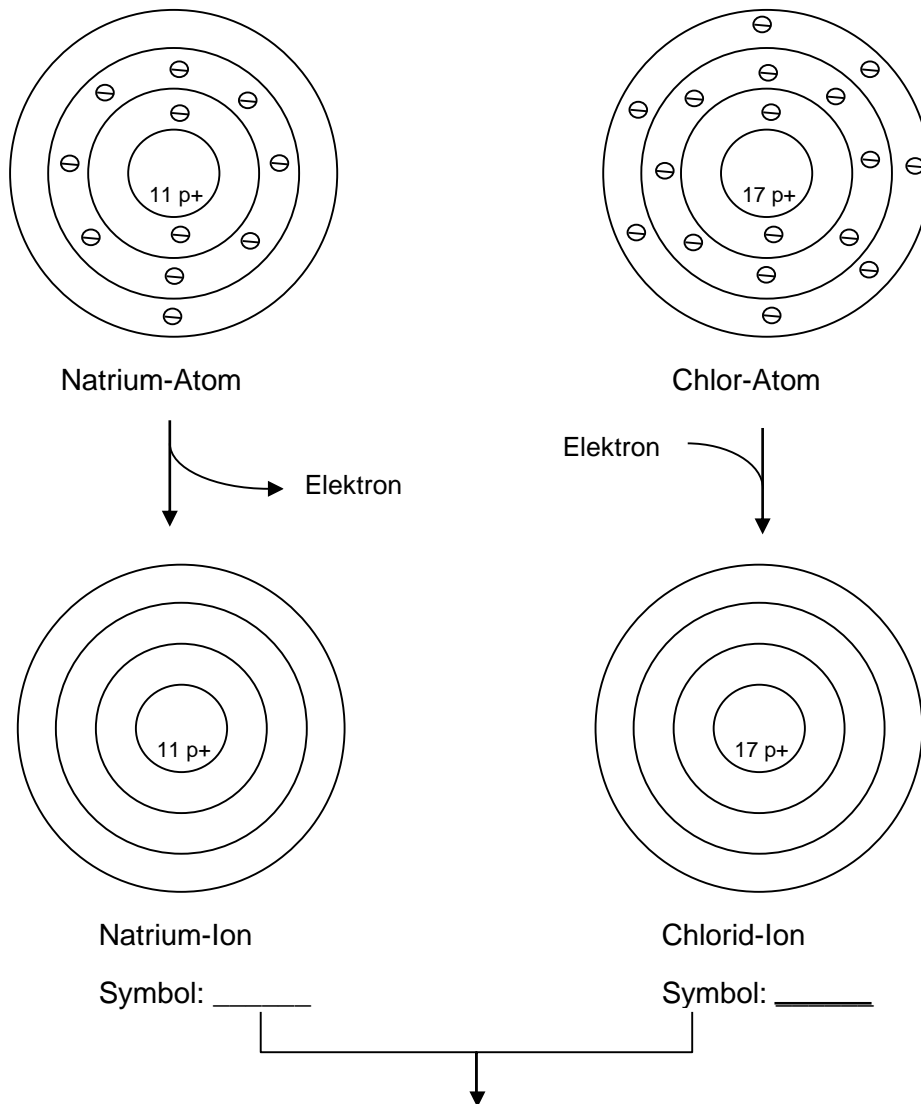 11 p+
17 p+
Natrium-Atom
Chlor-Atom
Elektron
Elektron
11 p+
17 p+
Natrium-Ion
Chlorid-Ion
Symbol: ______
Symbol: ______